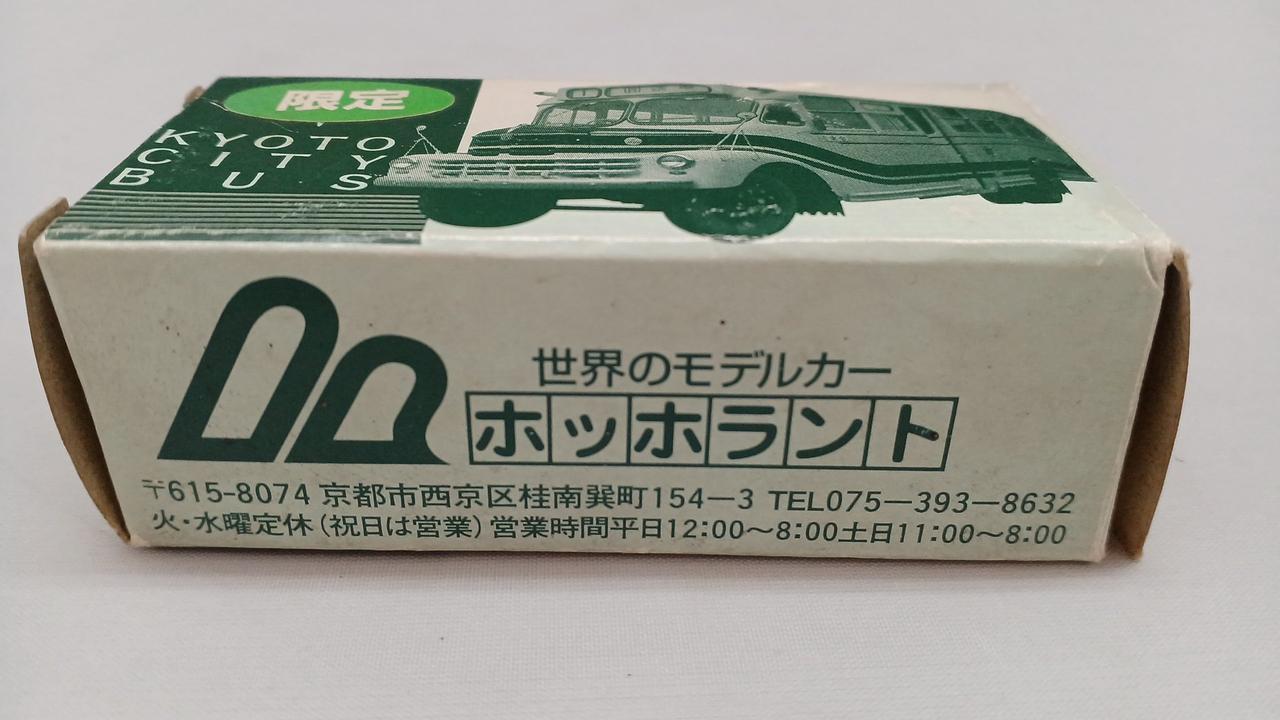 限定
KYOTO
CITY
BUS
世界のモデルカー
ホッホラント
〒615-8074 京都市西京区桂南巽町154-3 TEL075-393-8632
火・水曜定休(祝日は営業)営業時間平日12:00〜8:00土日11:00〜8:00